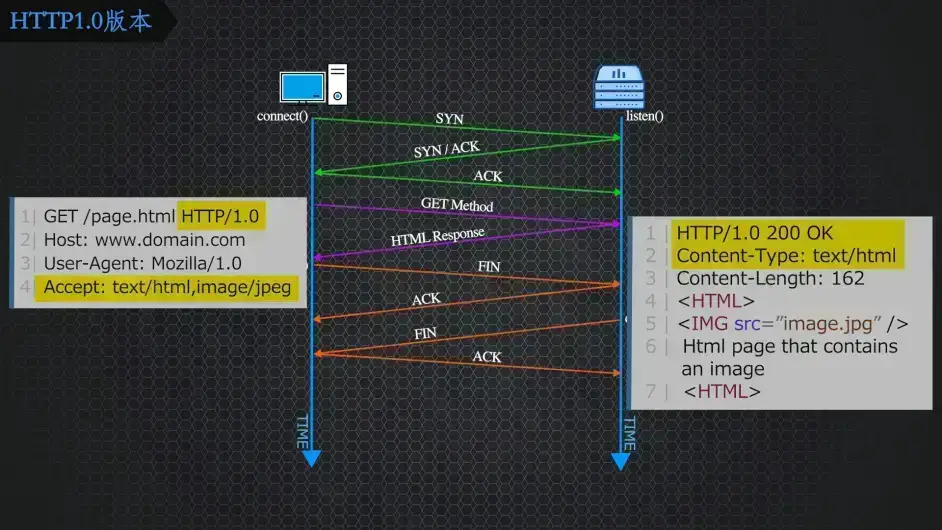 HTTP1.0版本
connect()
listen()
SYN
SYN / ACK
ACK
GET Method
HTML Response
FIN
ACK
FIN
ACK
1| GET /page.html HTTP/1.0
2| Host: www.domain.com
3| User-Agent: Mozilla/1.0
4| Accept: text/html,image/jpeg
1 | HTTP/1.0 200 OK
2 | Content-Type: text/html
3 | Content-Length: 162
4 | <HTML>
5 | <IMG src=”image.jpg” />
6 | Html page that contains
an image
7 | <HTML>
TIME
TIME